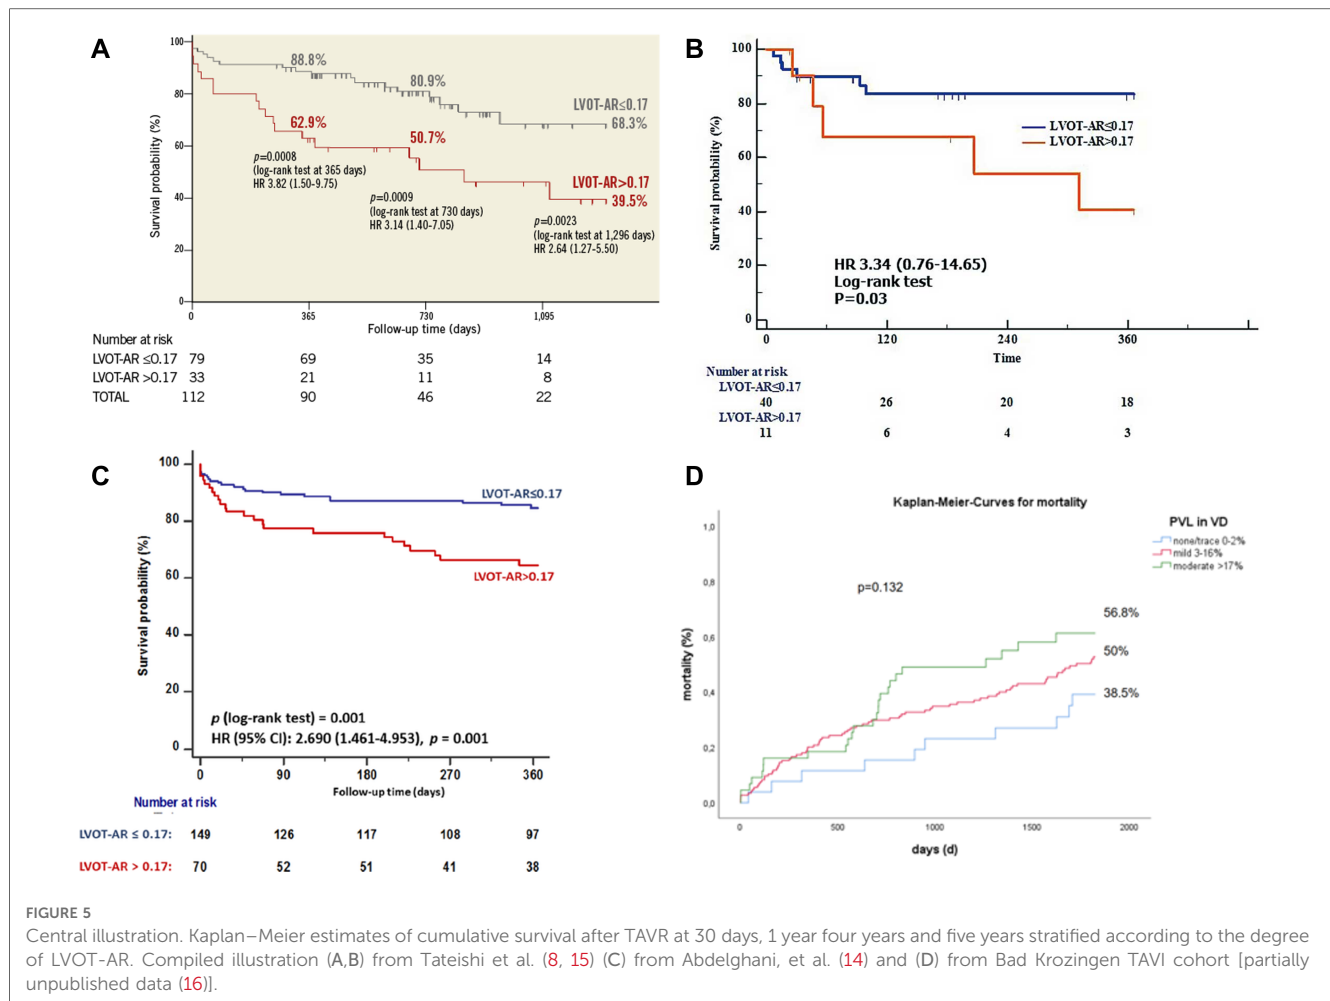 A
100
80
60
40
20
0
Survival probability (%)
88.8%
80.9%
LVOT-AR≤0.17
68.3%
62.9%
50.7%
LVOT-AR>0.17
39.5%
p=0.0008
(log-rank test at 365 days)
HR 3.82 (1.50-9.75)
p=0.0009
(log-rank test at 730 days)
HR 3.14 (1.40-7.05)
p=0.0023
(log-rank test at 1,296 days)
HR 2.64 (1.27-5.50)
0 365 730 1,095
Follow-up time (days)
Number at risk
LVOT-AR ≤0.17 79 69 35 14
LVOT-AR >0.17 33 21 11 8
TOTAL 112 90 46 22
B
100
80
60
40
20
0
Survival probability (%)
LVOT-AR≤0.17
LVOT-AR>0.17
HR 3.34 (0.76-14.65)
Log-rank test
P=0.03
0 120 240 360
Time
Number at risk
LVOT-AR≤0.17
40 26 20 18
LVOT-AR>0.17
11 6 4 3
C
100
80
60
40
20
0
Survival probability (%)
LVOT-AR≤0.17
LVOT-AR>0.17
p (log-rank test) = 0.001
HR (95% CI): 2.690 (1.461-4.953), p = 0.001
0 90 180 270 360
Follow-up time (days)
Number at risk
LVOT-AR ≤ 0.17: 149 126 117 108 97
LVOT-AR > 0.17: 70 52 51 41 38
D
Kaplan-Meier-Curves for mortality
1,0
0,8
0,6
0,4
0,2
0,0
mortality (%)
PVL in VD
none/trace 0-2%
mild 3-16%
moderate >17%
p=0.132
56.8%
50%
38.5%
0 500 1000 1500 2000
days (d)
FIGURE 5
Central illustration. Kaplan–Meier estimates of cumulative survival after TAVR at 30 days, 1 year four years and five years stratified according to the degree
of LVOT-AR. Compiled illustration (A,B) from Tateishi et al. (8, 15) (C) from Abdelghani, et al. (14) and (D) from Bad Krozingen TAVI cohort [partially
unpublished data (16)].